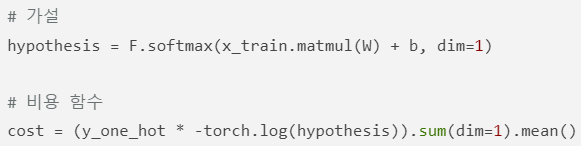 # 가설
hypothesis = F.softmax(x_train.matmul(W) + b, dim=1)
# 비용 함수
cost = (y_one_hot * -torch.log(hypothesis)).sum(dim=1).mean()